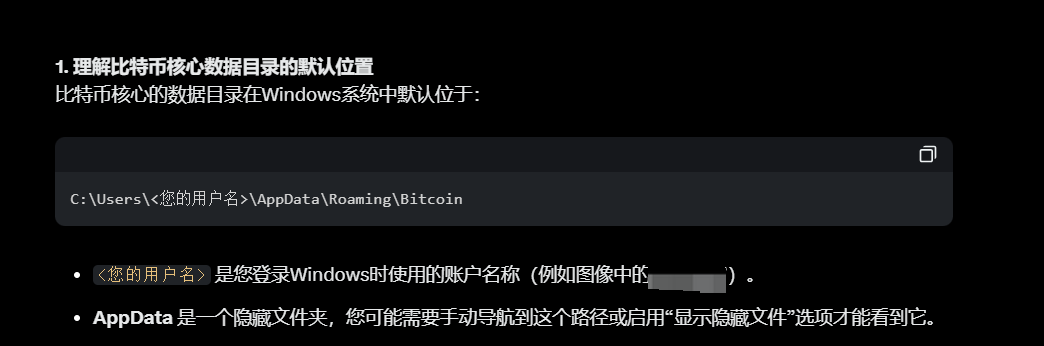 1. 理解比特币核心数据目录的默认位置
比特币核心的数据目录在Windows系统中默认位于：
C:\Users\<您的用户名>\AppData\Roaming\Bitcoin
• <您的用户名> 是您登录Windows时使用的账户名称（例如图像中的）。
• AppData 是一个隐藏文件夹，您可能需要手动导航到这个路径或启用“显示隐藏文件”选项才能看到它。